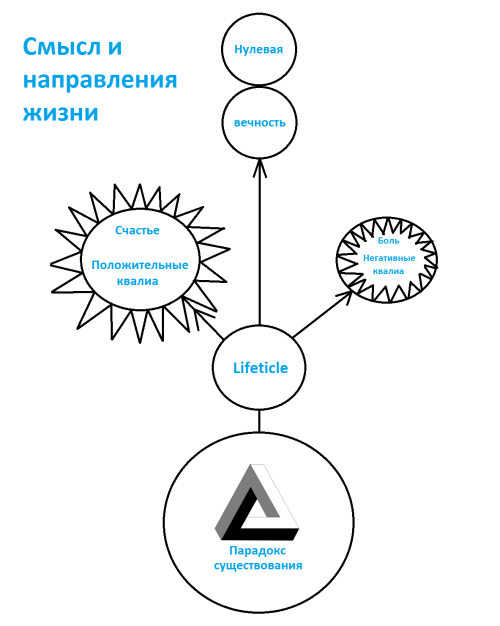 Смысл и
направления
жизни
Нулевая
вечность
Счастье
Положительные
квалиа
Боль
Негативные
квалиа
Lifeticle
Парадокс
существования